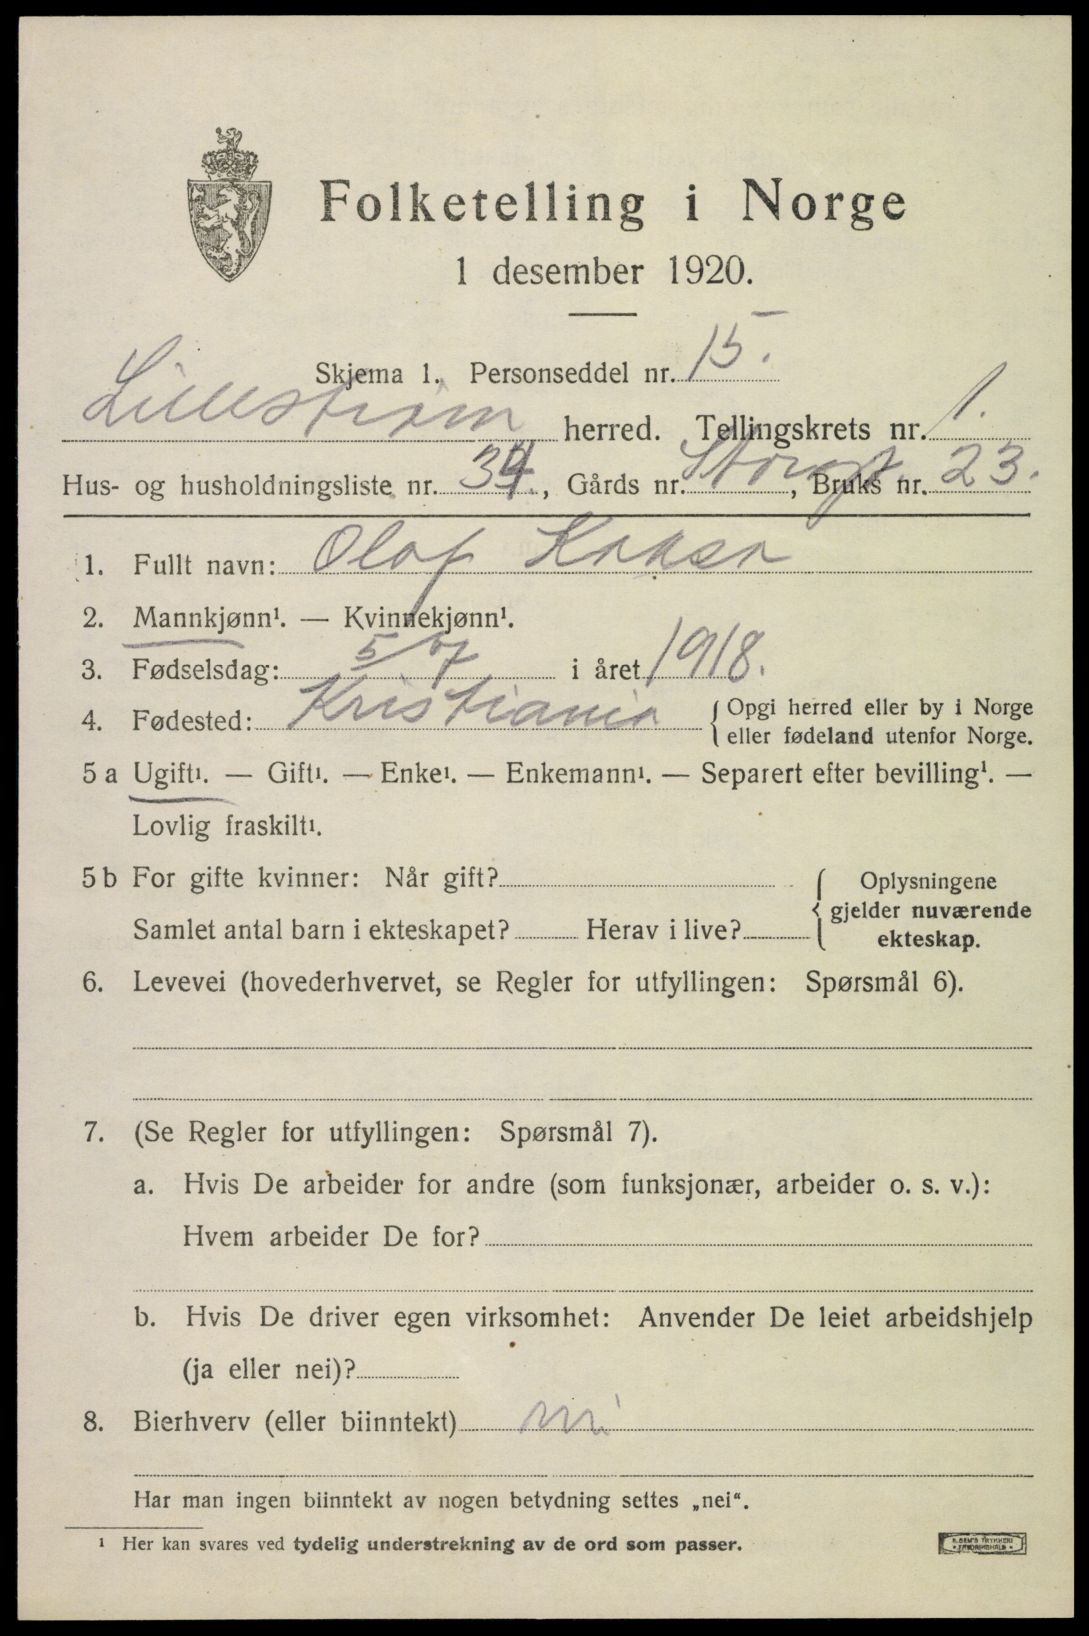 Folketelling i Norge
1 desember 1920.
Skjema 1. Personseddel nr. 15.
Lillestrøm herred. Tellingskrets nr. 1.
Hus- og husholdningsliste nr. 34., Gårds nr. Storgt., Bruks nr. 23.
1. Fullt navn: Olaf
2. Mannkjønn¹. — Kvinnekjønn¹.
3. Fødselsdag: 5/7 i året 1918.
4. Fødested: Kristiania { Opgi herred eller by i Norge
eller fødeland utenfor Norge.
5 a Ugift¹. — Gift¹. — Enke¹. — Enkemann¹. — Separert efter bevilling¹. —
Lovlig fraskilt¹.
5 b For gifte kvinner: Når gift? { Oplysningene
gjelder nuværende
Samlet antal barn i ekteskapet? Herav i live? ekteskap.
6. Levevei (hovederhvervet, se Regler for utfyllingen: Spørsmål 6).
7. (Se Regler for utfyllingen: Spørsmål 7).
a. Hvis De arbeider for andre (som funksjonær, arbeider o. s. v.):
Hvem arbeider De for?
b. Hvis De driver egen virksomhet: Anvender De leiet arbeidshjelp
(ja eller nei)?
8. Bierhverv (eller biinntekt)
Har man ingen biinntekt av nogen betydning settes „nei“.
¹ Her kan svares ved tydelig understrekning av de ord som passer.